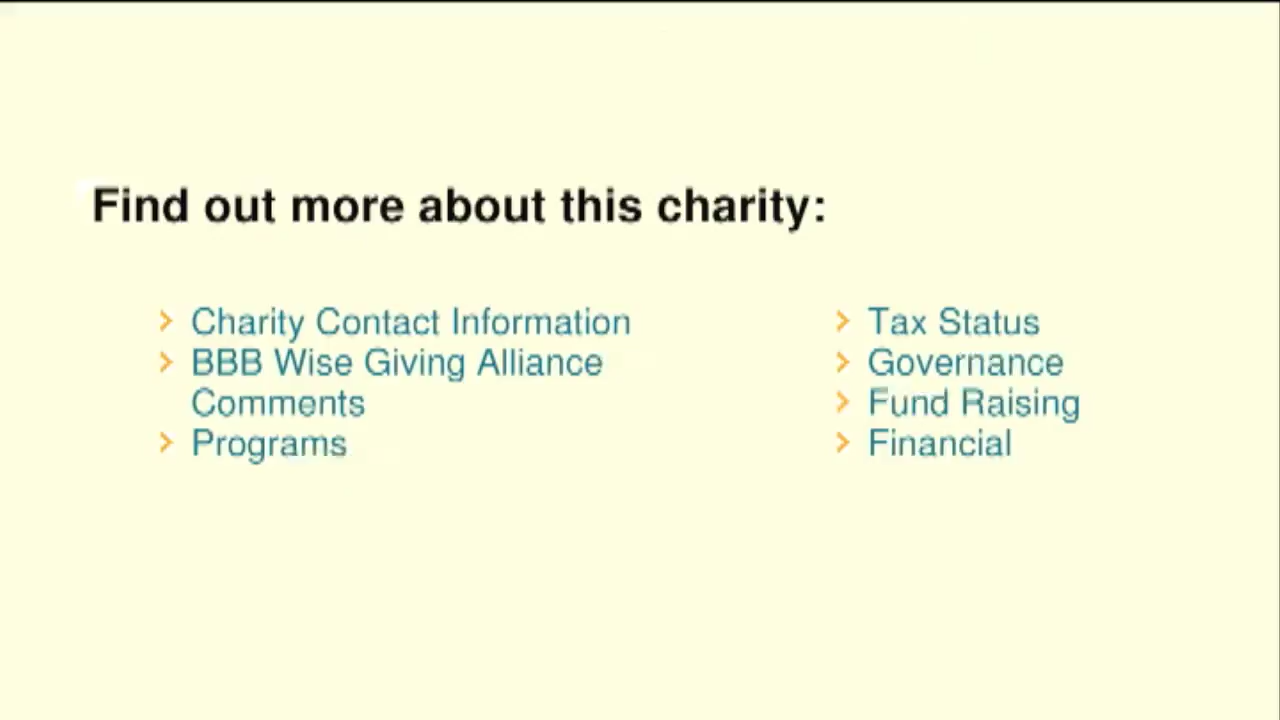 Find out more about this charity:
Charity Contact Information
BBB Wise Giving Alliance
Comments
Programs
Tax Status
Governance
Fund Raising
Financial